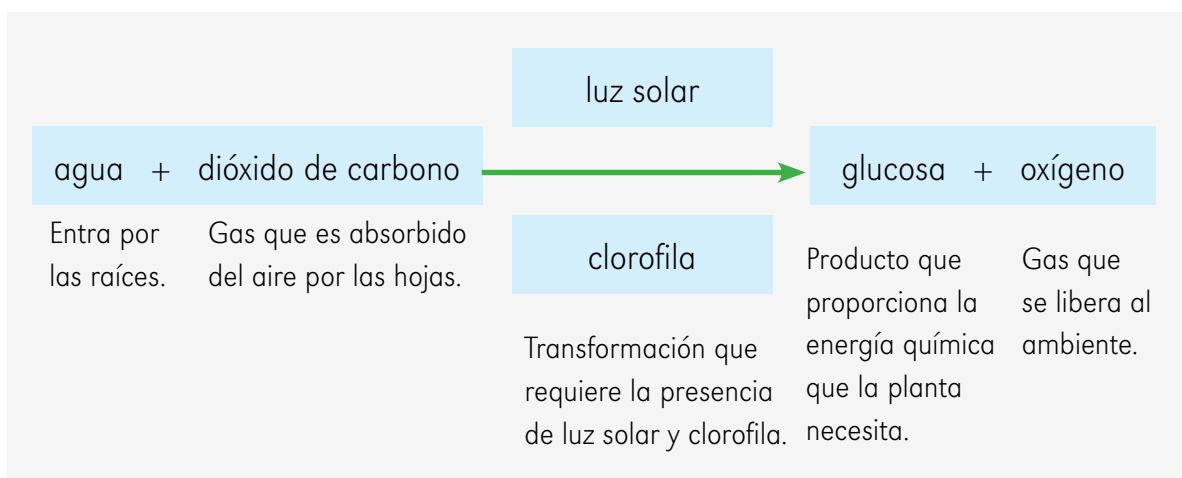 luz solar
agua + dióxido de carbono
glucosa + oxígeno
clorofila
Entra por
las raíces.
Gas que es absorbido
del aire por las hojas.
Transformación que
requiere la presencia
de luz solar y clorofila.
Producto que
proporciona la
energía química
que la planta
necesita.
Gas que
se libera al
ambiente.